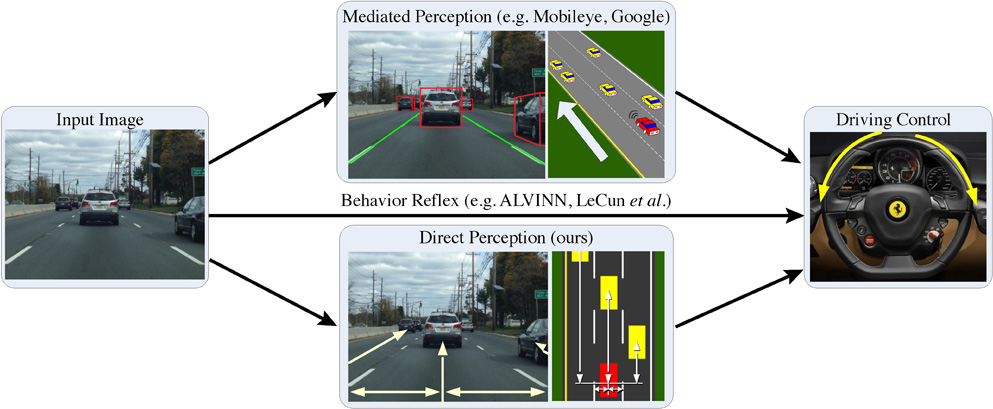 Mediated Perception (e.g. Mobileye, Google)
Input Image
Driving Control
Behavior Reflex (e.g. ALVINN, LeCun et al.)
Direct Perception (ours)